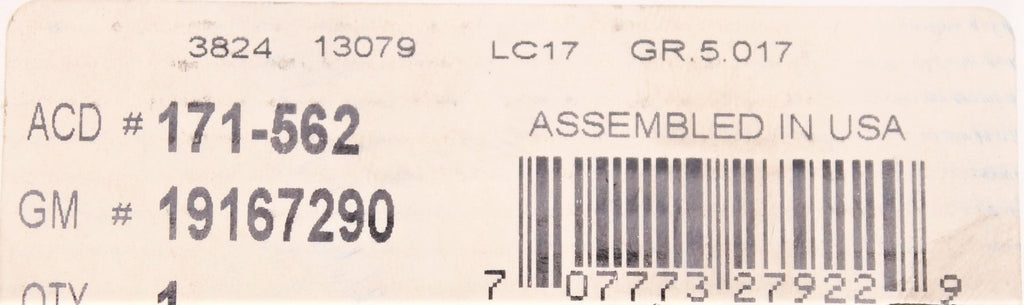 3824 13079 LC17 GR.5.017
ACD # 171-562
ASSEMBLED IN USA
GM # 19167290
QTY 1
7 07773 27922 9